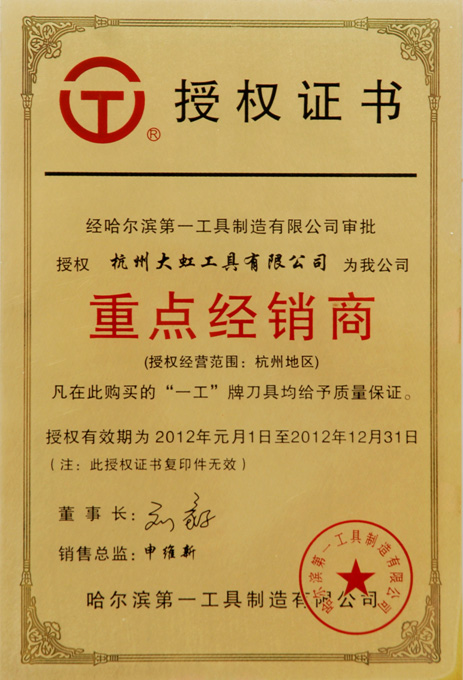 授权证书
®
经哈尔滨第一工具制造有限公司审批
授权 杭州大虹工具有限公司 为我公司
重点经销商
(授权经营范围：杭州地区)
凡在此购买的“一工”牌刀具均给予质量保证。
授权有效期为2012年元月1日至2012年12月31日
（注：此授权证书复印件无效）
董事长：
销售总监：申维新
哈尔滨第一工具制造有限公司
哈尔滨第一工具制造有限公司